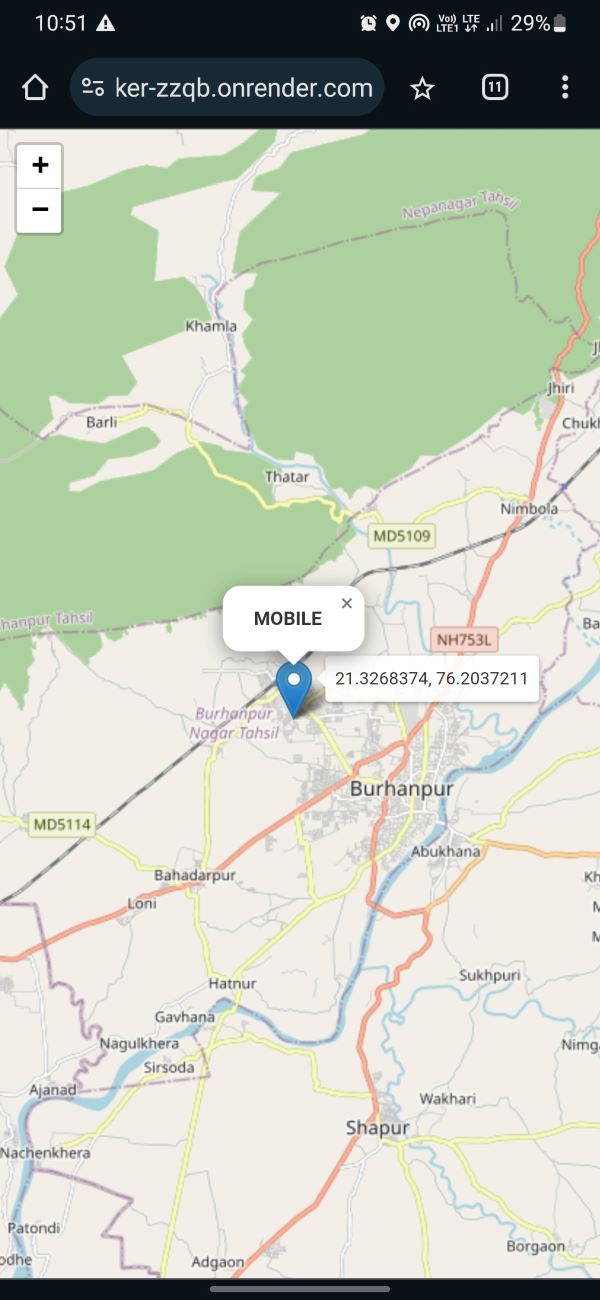 10:51
Vo)) LTE
LTE1
29%
ker-zzqb.onrender.com
11
+
−
Nepanagar Tahsil
Khamla
Jhiri
Barli
Thatar
Nimbola
MD5109
hanpur Tahsil
MOBILE
×
NH753L
21.3268374, 76.2037211
Burhanpur
Nagar Tahsil
Burhanpur
MD5114
Abukhana
Bahadarpur
Loni
Sukhpuri
Hatnur
Gavhana
Nagulkhera
Sirsoda
Ajanad
Wakhari
Shapur
Nachenkhera
Patondi
Borgaon
Adgaon